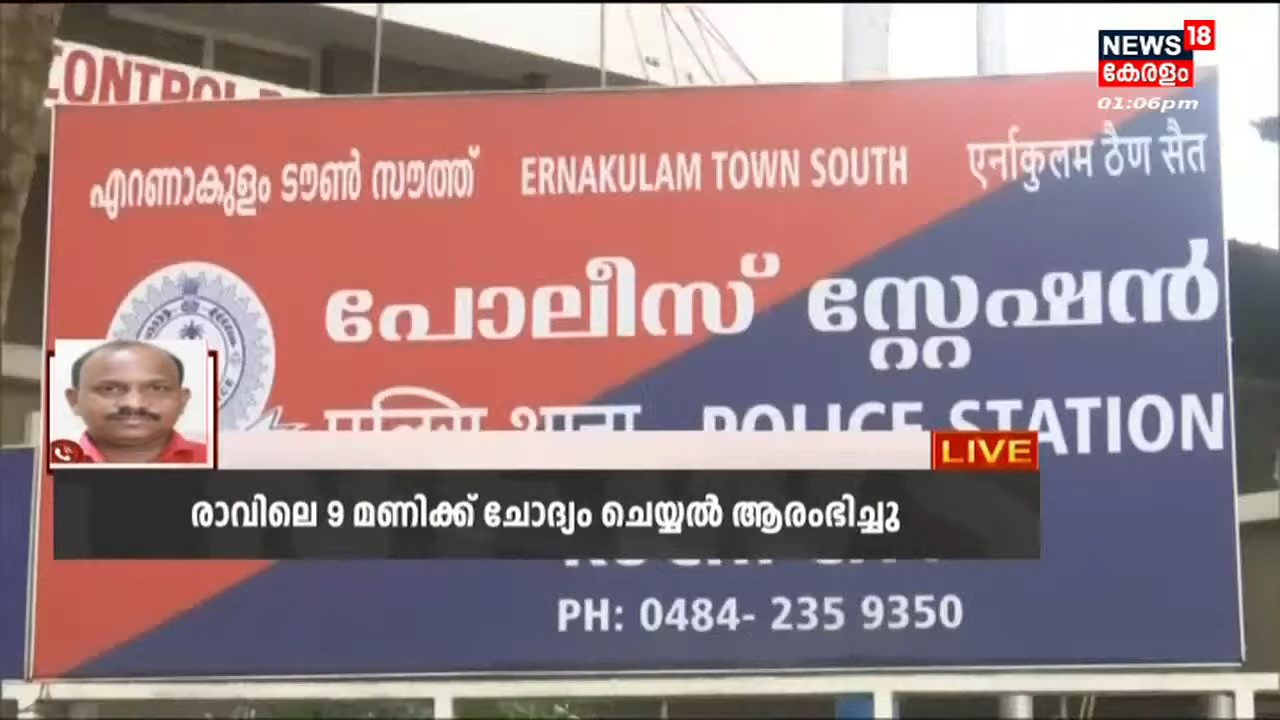 NEWS 18
കേരളം
01:06pm
CONTROL
എറണാകുളം ടൗൺ സൗത്ത് ERNAKULAM TOWN SOUTH एर्नाकुलम ठैण सैत
പോലീസ് സ്റ്റേഷൻ
POLICE STATION
LIVE
രാവിലെ 9 മണിക്ക് ചോദ്യം ചെയ്യൽ ആരംഭിച്ചു
PH: 0484- 235 9350